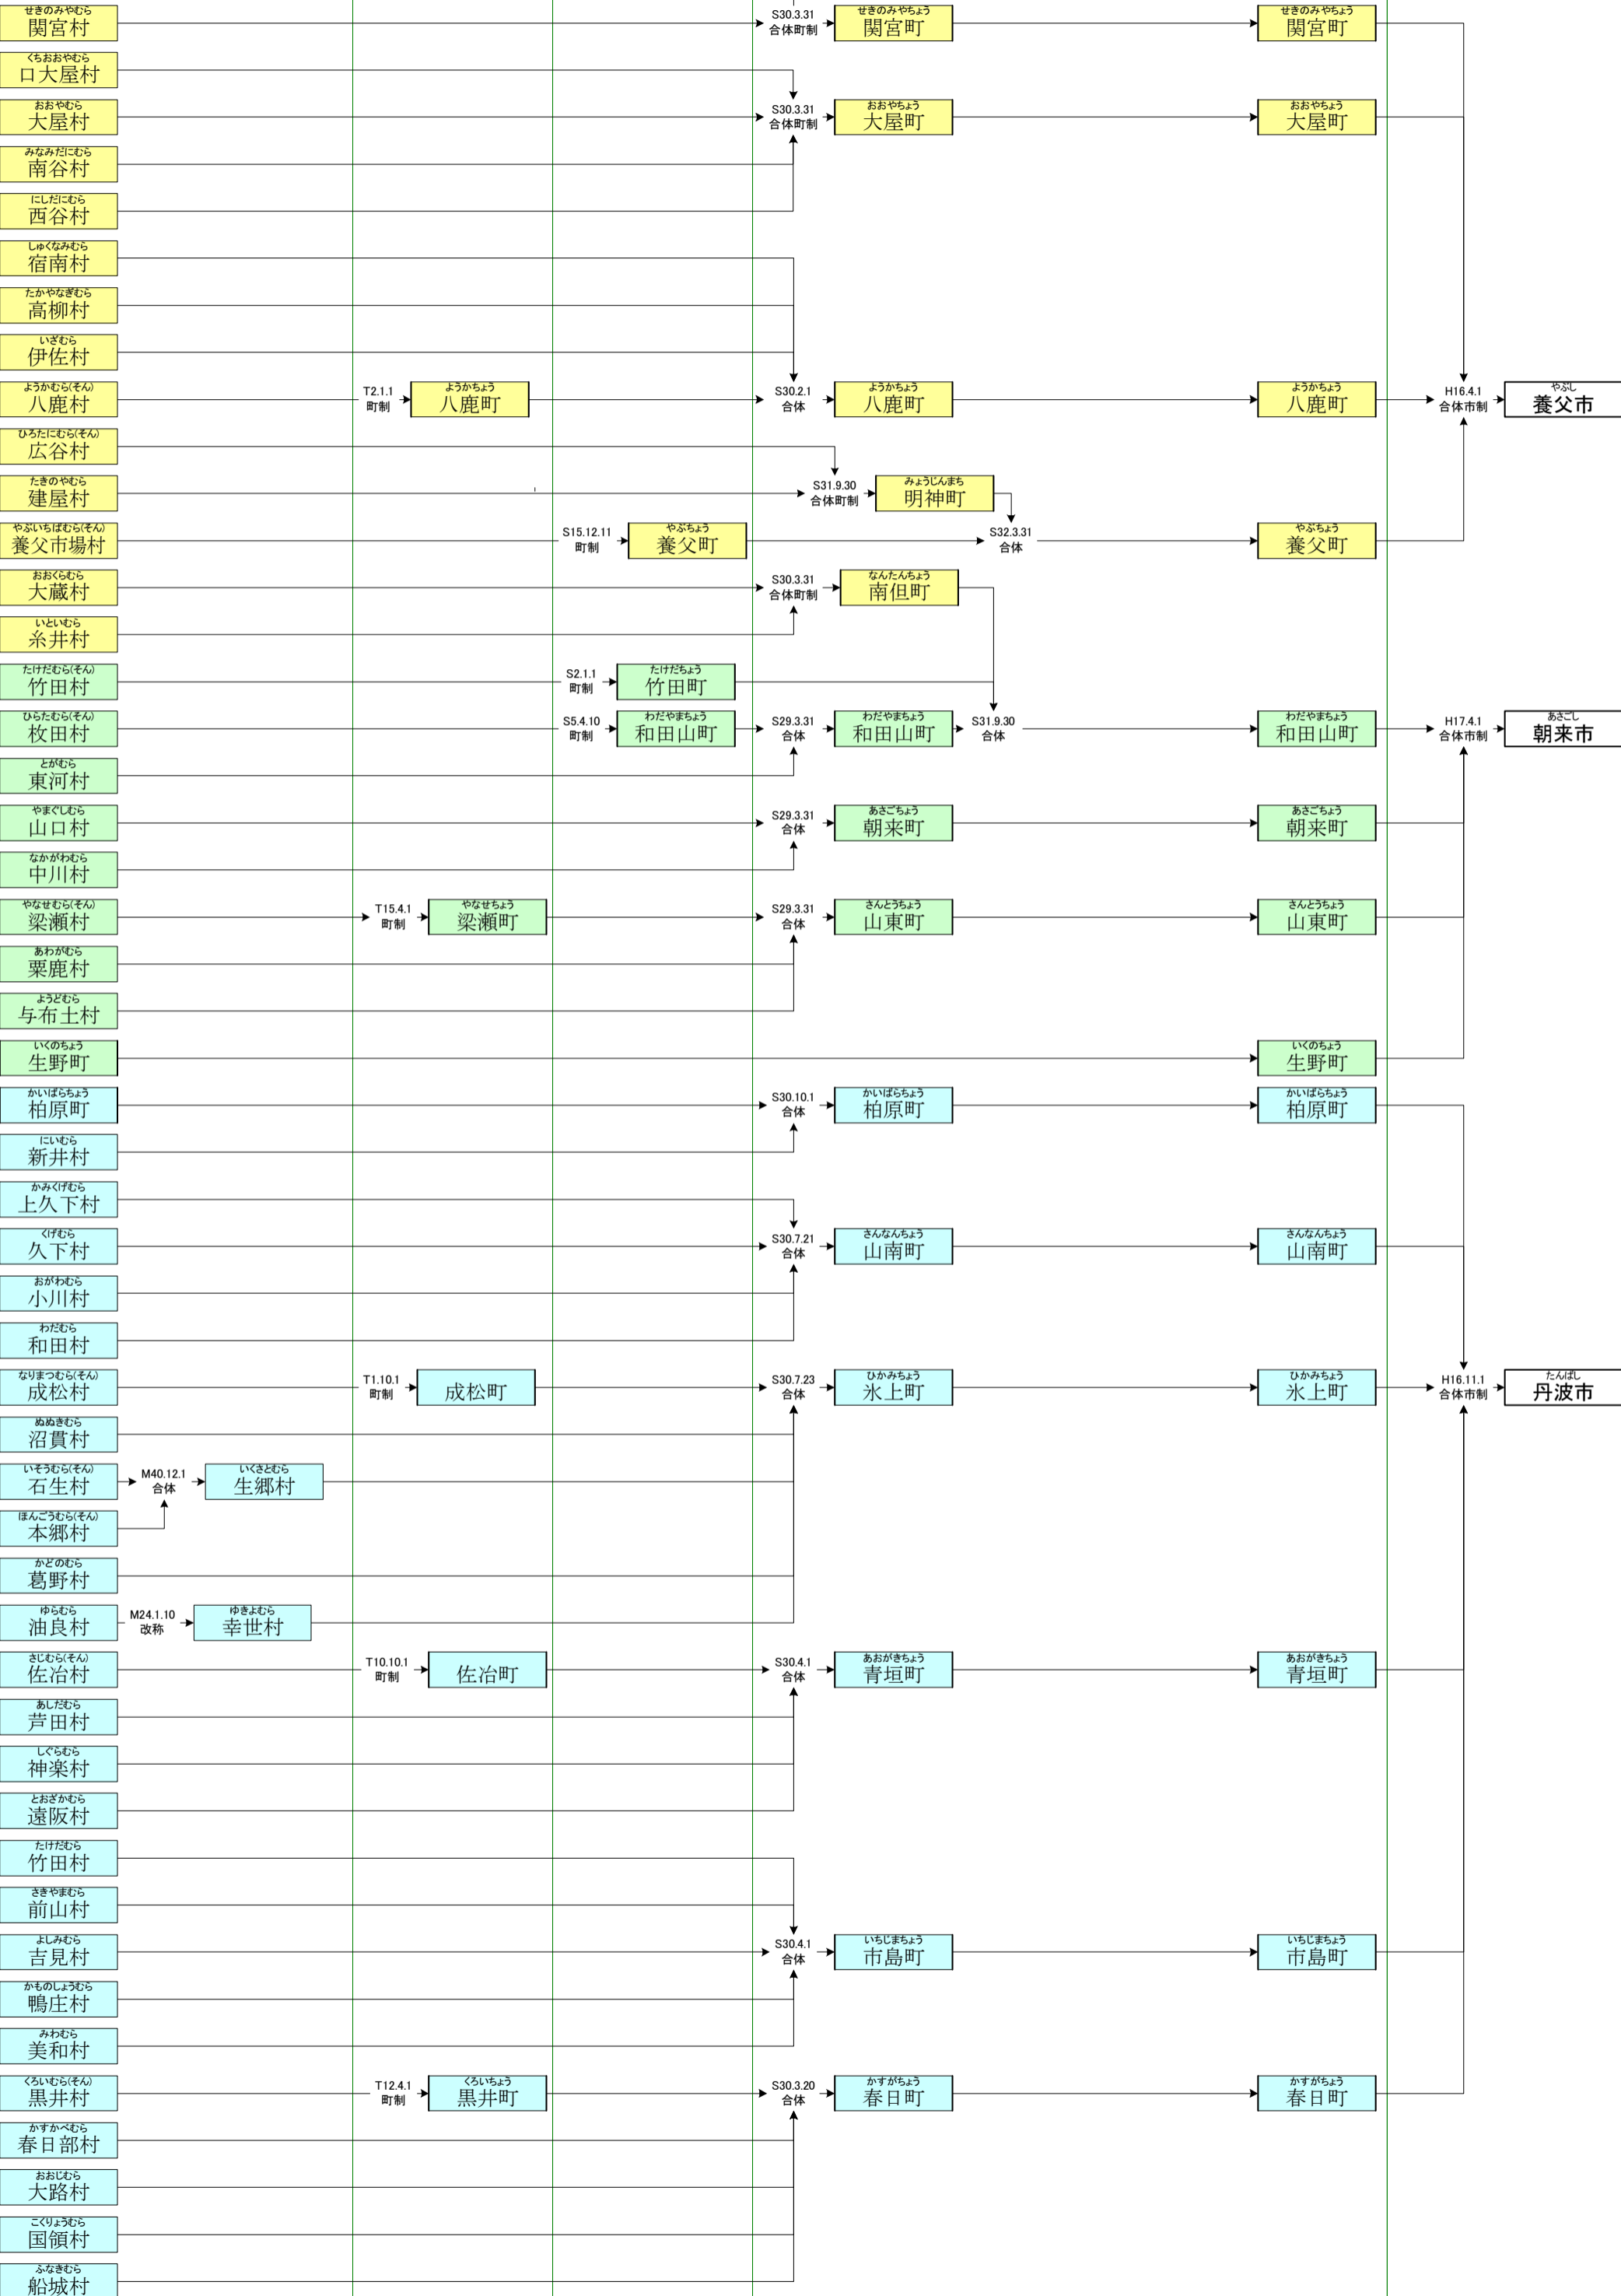 せきのみやむら
関宮村
S30.3.31
合体町制
せきのみやちょう
関宮町
せきのみやちょう
関宮町
くちおおやむら
口大屋村
おおやむら
大屋村
S30.3.31
合体町制
おおやちょう
大屋町
おおやちょう
大屋町
みなみだにむら
南谷村
にしだにむら
西谷村
しゅくなみむら
宿南村
たかやなぎむら
高柳村
いざむら
伊佐村
ようかむら(そん)
八鹿村
T2.1.1
町制
ようかちょう
八鹿町
S30.2.1
合体
ようかちょう
八鹿町
ようかちょう
八鹿町
H16.4.1
合体市制
やぶし
養父市
ひろたにむら(そん)
広谷村
たきのやむら
建屋村
S31.9.30
合体町制
みょうじんまち
明神町
やぶいちばむら(そん)
養父市場村
S15.12.11
町制
やぶちょう
養父町
S32.3.31
合体
やぶちょう
養父町
おおくらむら
大蔵村
S30.3.31
合体町制
なんたんちょう
南但町
いといむら
糸井村
たけだむら(そん)
竹田村
S2.1.1
町制
たけだちょう
竹田町
ひらたむら(そん)
枚田村
S5.4.10
町制
わだやまちょう
和田山町
S29.3.31
合体
わだやまちょう
和田山町
S31.9.30
合体
わだやまちょう
和田山町
H17.4.1
合体市制
あさごし
朝来市
とがむら
東河村
やまぐしむら
山口村
S29.3.31
合体
あさごちょう
朝来町
あさごちょう
朝来町
なかがわむら
中川村
やなせむら(そん)
梁瀬村
T15.4.1
町制
やなせちょう
梁瀬町
S29.3.31
合体
さんとうちょう
山東町
さんとうちょう
山東町
あわがむら
粟鹿村
ようどむら
与布土村
いくのちょう
生野町
いくのちょう
生野町
かいばらちょう
柏原町
S30.10.1
合体
かいばらちょう
柏原町
かいばらちょう
柏原町
にいむら
新井村
かみくげむら
上久下村
くげむら
久下村
S30.7.21
合体
さんなんちょう
山南町
さんなんちょう
山南町
おがわむら
小川村
わだむら
和田村
なりまつむら(そん)
成松村
T1.10.1
町制
成松町
S30.7.23
合体
ひかみちょう
氷上町
ひかみちょう
氷上町
H16.11.1
合体市制
たんばし
丹波市
ぬぬきむら
沼貫村
いそうむら(そん)
石生村
M40.12.1
合体
いくさとむら
生郷村
ほんごうむら(そん)
本郷村
かどのむら
葛野村
ゆらむら
油良村
M24.1.10
改称
ゆきよむら
幸世村
さじむら(そん)
佐治村
T10.10.1
町制
佐治町
S30.4.1
合体
あおがきちょう
青垣町
あおがきちょう
青垣町
あしだむら
芦田村
しぐらむら
神楽村
とおざかむら
遠阪村
たけだむら
竹田村
さきやまむら
前山村
よしみむら
吉見村
S30.4.1
合体
いちじまちょう
市島町
いちじまちょう
市島町
かものしょうむら
鴨庄村
みわむら
美和村
くろいむら(そん)
黒井村
T12.4.1
町制
くろいちょう
黒井町
S30.3.20
合体
かすがちょう
春日町
かすがちょう
春日町
かすかべむら
春日部村
おおじむら
大路村
こくりょうむら
国領村
ふなきむら
船城村